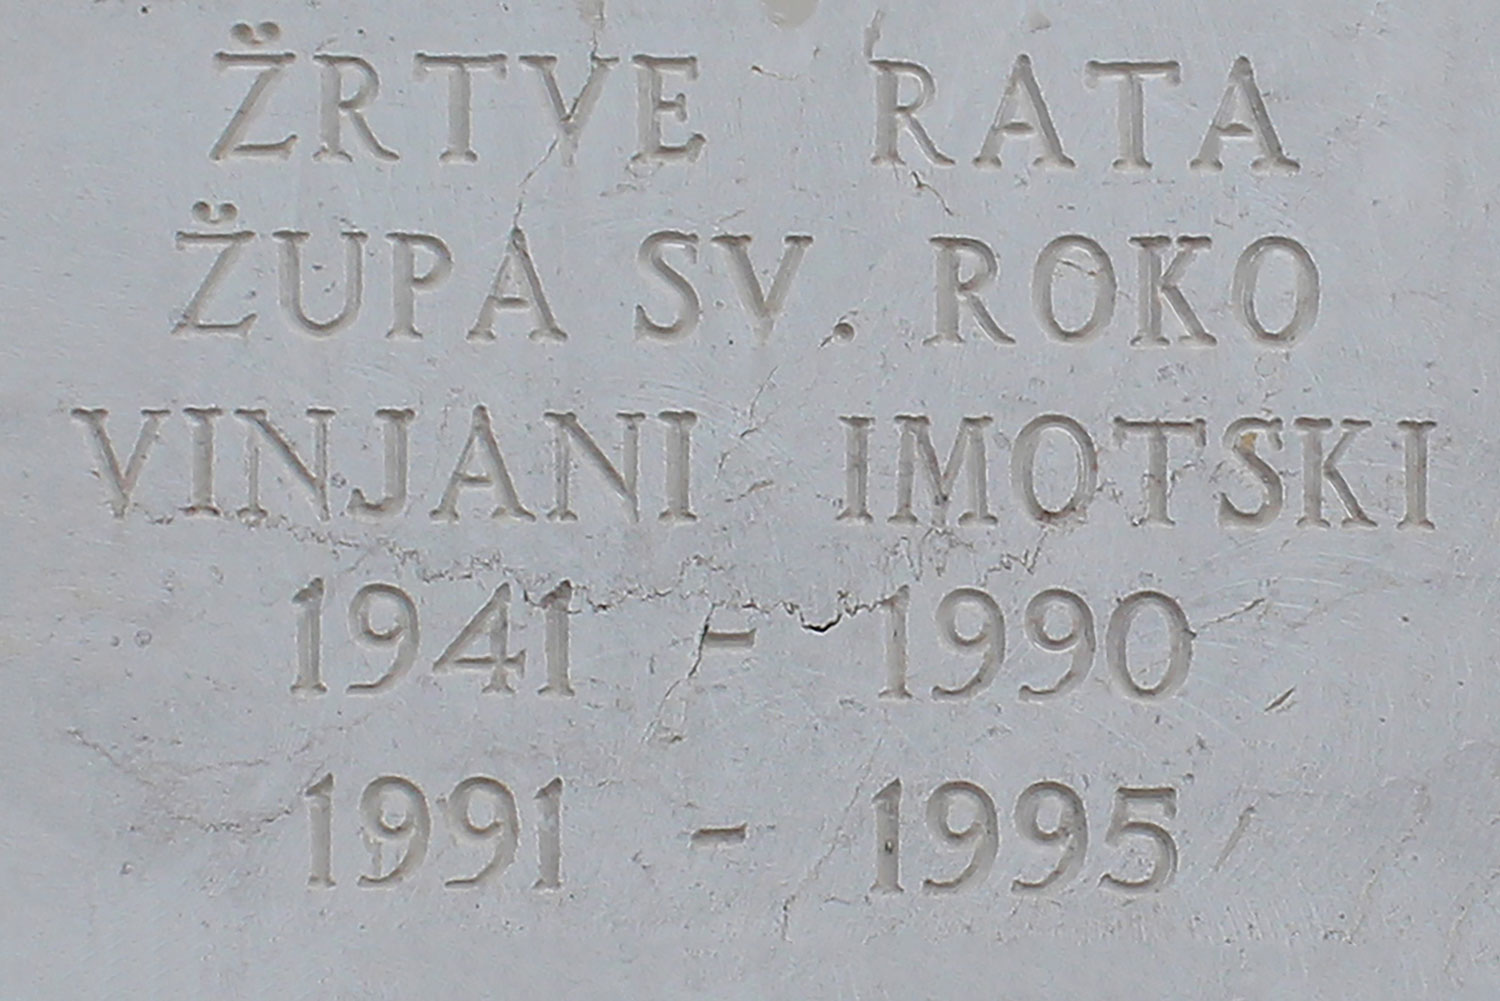 ŽRTVE RATA
ŽUPA SV. ROKO
VINJANI IMOTSKI
1941 - 1990
1991 - 1995